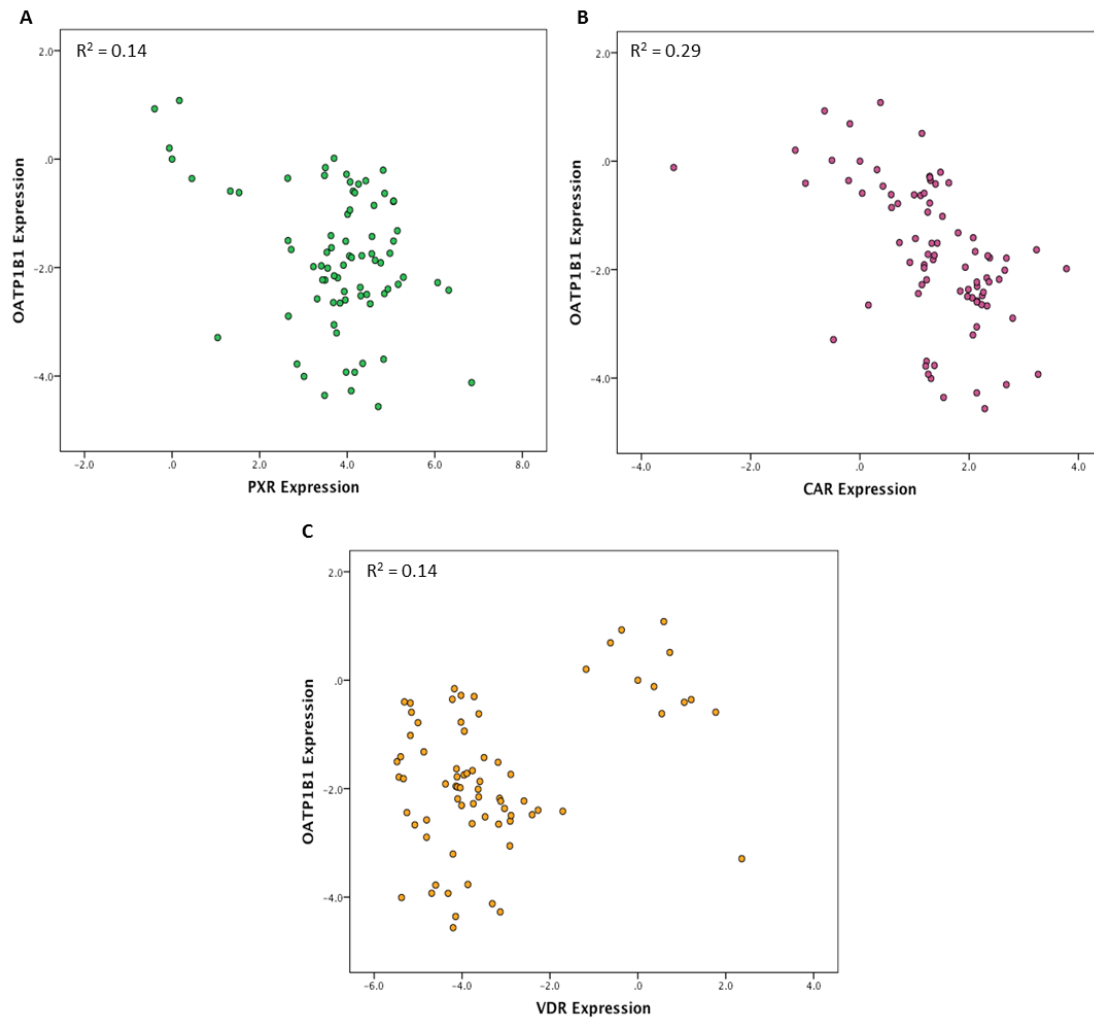 A
R² = 0.14
2.0
.0
-2.0
-4.0
OATP1B1 Expression
-2.0 .0 2.0 4.0 6.0 8.0
PXR Expression
B
R² = 0.29
2.0
.0
-2.0
-4.0
OATP1B1 Expression
-4.0 -2.0 .0 2.0 4.0
CAR Expression
C
R² = 0.14
2.0
.0
-2.0
-4.0
OATP1B1 Expression
-6.0 -4.0 -2.0 .0 2.0 4.0
VDR Expression